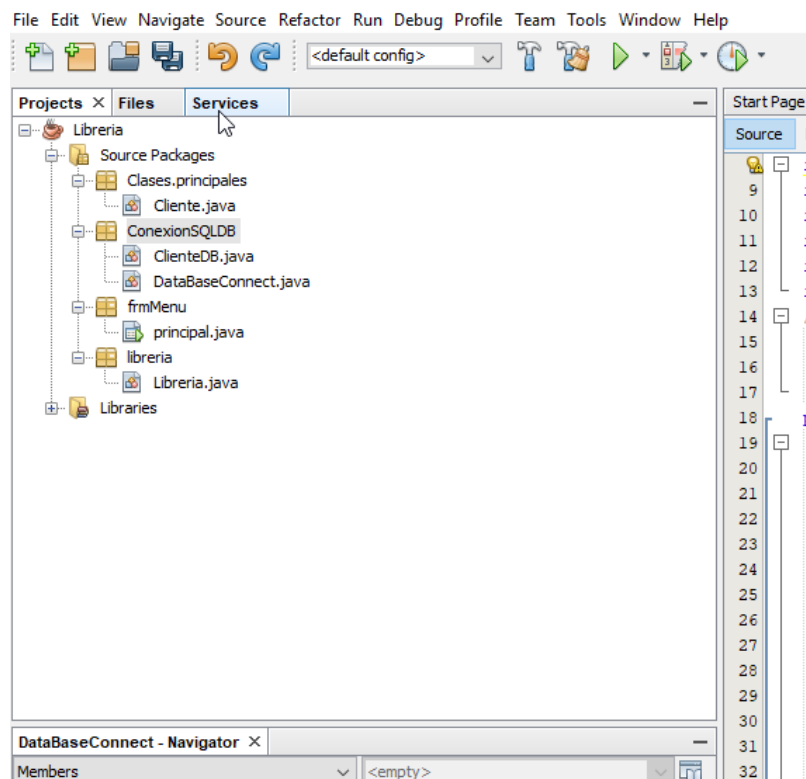 File Edit View Navigate Source Refactor Run Debug Profile Team Tools Window Help
<default config>
Projects Files Services
Start Page
Source
Libreria
Source Packages
Clases.principales
Cliente.java
ConexionSQLDB
ClienteDB.java
DataBaseConnect.java
frmMenu
principal.java
libreria
Libreria.java
Libraries
9
10
11
12
13
14
15
16
17
18
19
20
21
22
23
24
25
26
27
28
29
30
31
32
DataBaseConnect - Navigator
Members <empty>